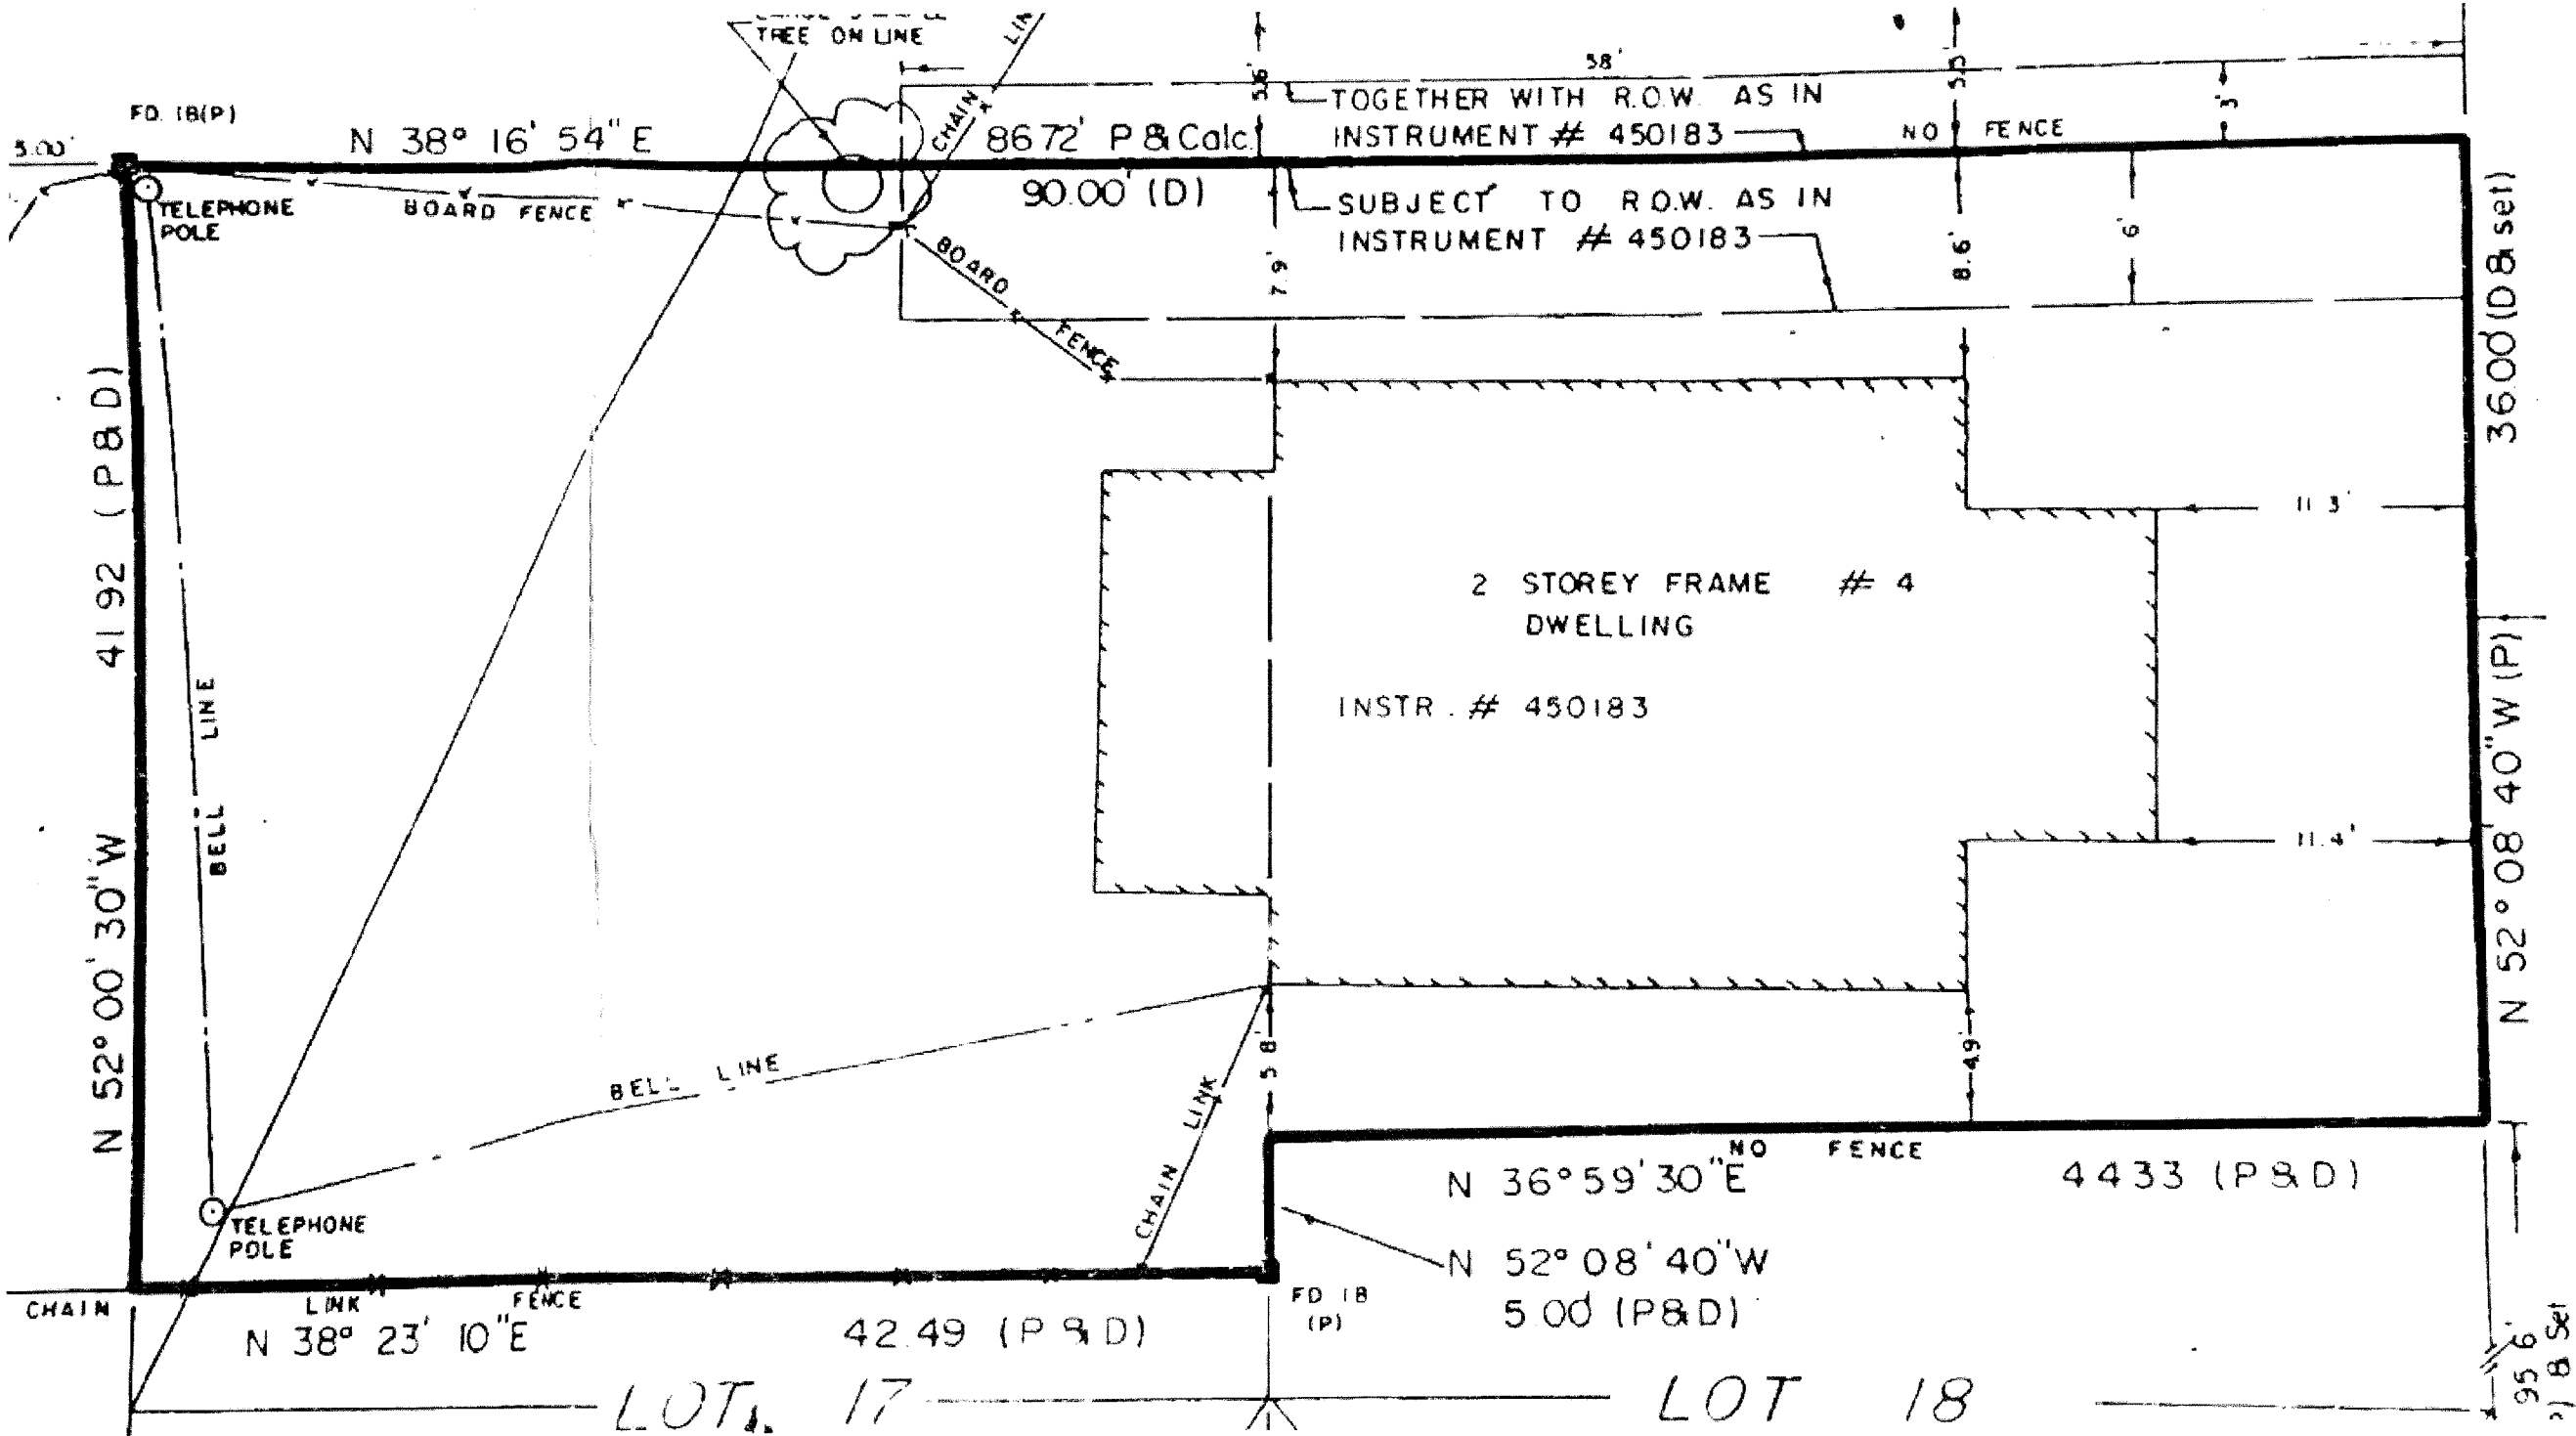 TREE ON LINE
FD. IB(P)
5.00'
N 38° 16' 54" E
CHAIN
LIN
86.72' P & Calc.
90.00' (D)
5.6'
58'
5.5'
3'
TOGETHER WITH R.O.W. AS IN
INSTRUMENT # 450183
NO FENCE
SUBJECT TO R.O.W. AS IN
INSTRUMENT # 450183
TELEPHONE
POLE
BOARD FENCE
BOARD FENCE
7.9'
8.6'
6'
36.00' (D & set)
N 52° 08' 40" W (P)
41.92 (P & D)
N 52° 00' 30" W
BELL LINE
11.3'
2 STOREY FRAME # 4
DWELLING
INSTR. # 450183
11.4'
BELL LINE
CHAIN LINK
5.8'
4.9'
TELEPHONE
POLE
NO FENCE
N 36° 59' 30" E
44.33 (P & D)
N 52° 08' 40" W
5.00' (P & D)
FD IB
(P)
CHAIN LINK FENCE
N 38° 23' 10" E
42.49 (P & D)
95.6'
& Set
LOT 17
LOT 18